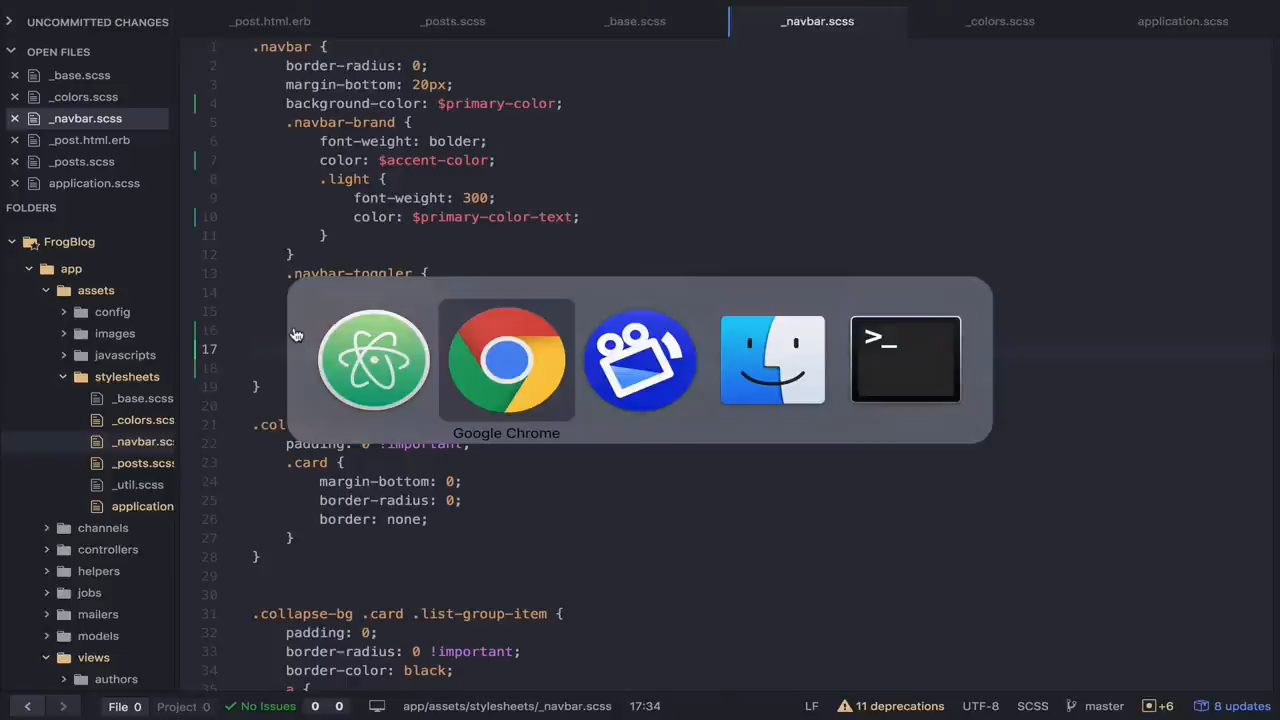 UNCOMMITTED CHANGES
OPEN FILES
_base.scss
_colors.scss
_navbar.scss
_post.html.erb
_posts.scss
application.scss
FOLDERS
FrogBlog
app
assets
config
images
javascripts
stylesheets
_base.scss
_colors.scs
_navbar.sc
_posts.scss
_util.scss
application
channels
controllers
helpers
jobs
mailers
models
views
authors
_post.html.erb
_posts.scss
_base.scss
_navbar.scss
_colors.scss
application.scss
1 .navbar {
2 border-radius: 0;
3 margin-bottom: 20px;
4 background-color: $primary-color;
5 .navbar-brand {
6 font-weight: bolder;
7 color: $accent-color;
8 .light {
9 font-weight: 300;
10 color: $primary-color-text;
11 }
12 }
13 .navbar-toggler {
14
15
16
17
18
19 }
20
21 .col
22 padding: 0 !important;
23 .card {
24 margin-bottom: 0;
25 border-radius: 0;
26 border: none;
27 }
28 }
29
30
31 .collapse-bg .card .list-group-item {
32 padding: 0;
33 border-radius: 0 !important;
34 border-color: black;
35 a {
>_
Google Chrome
File 0
Project 0
No Issues
0 0
app/assets/stylesheets/_navbar.scss
17:34
LF
11 deprecations
UTF-8
SCSS
master
+6
8 updates